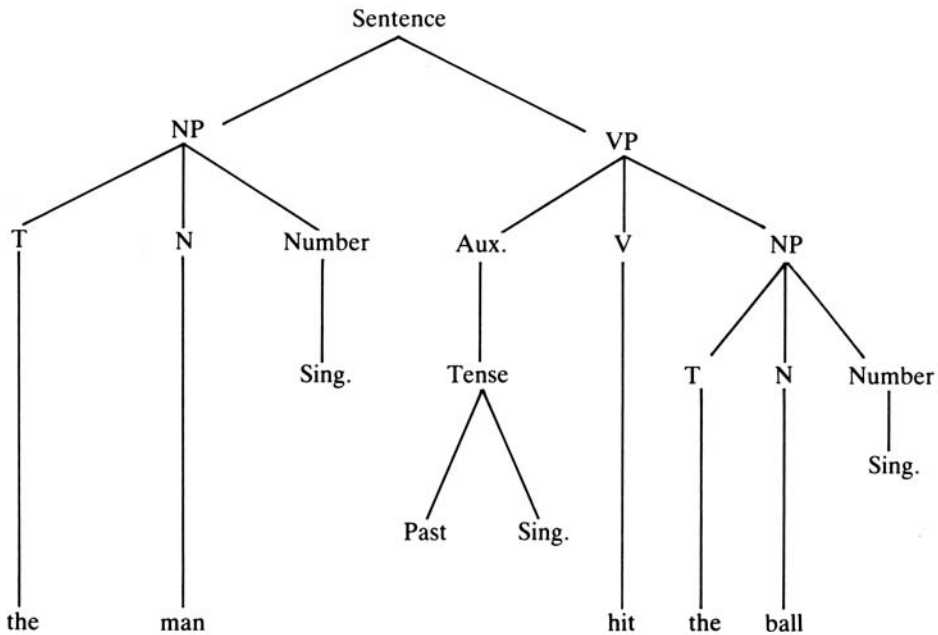 Sentence
NP VP
T N Number Aux. V NP
Sing. Tense T N Number
Sing.
Past Sing.
the man hit the ball